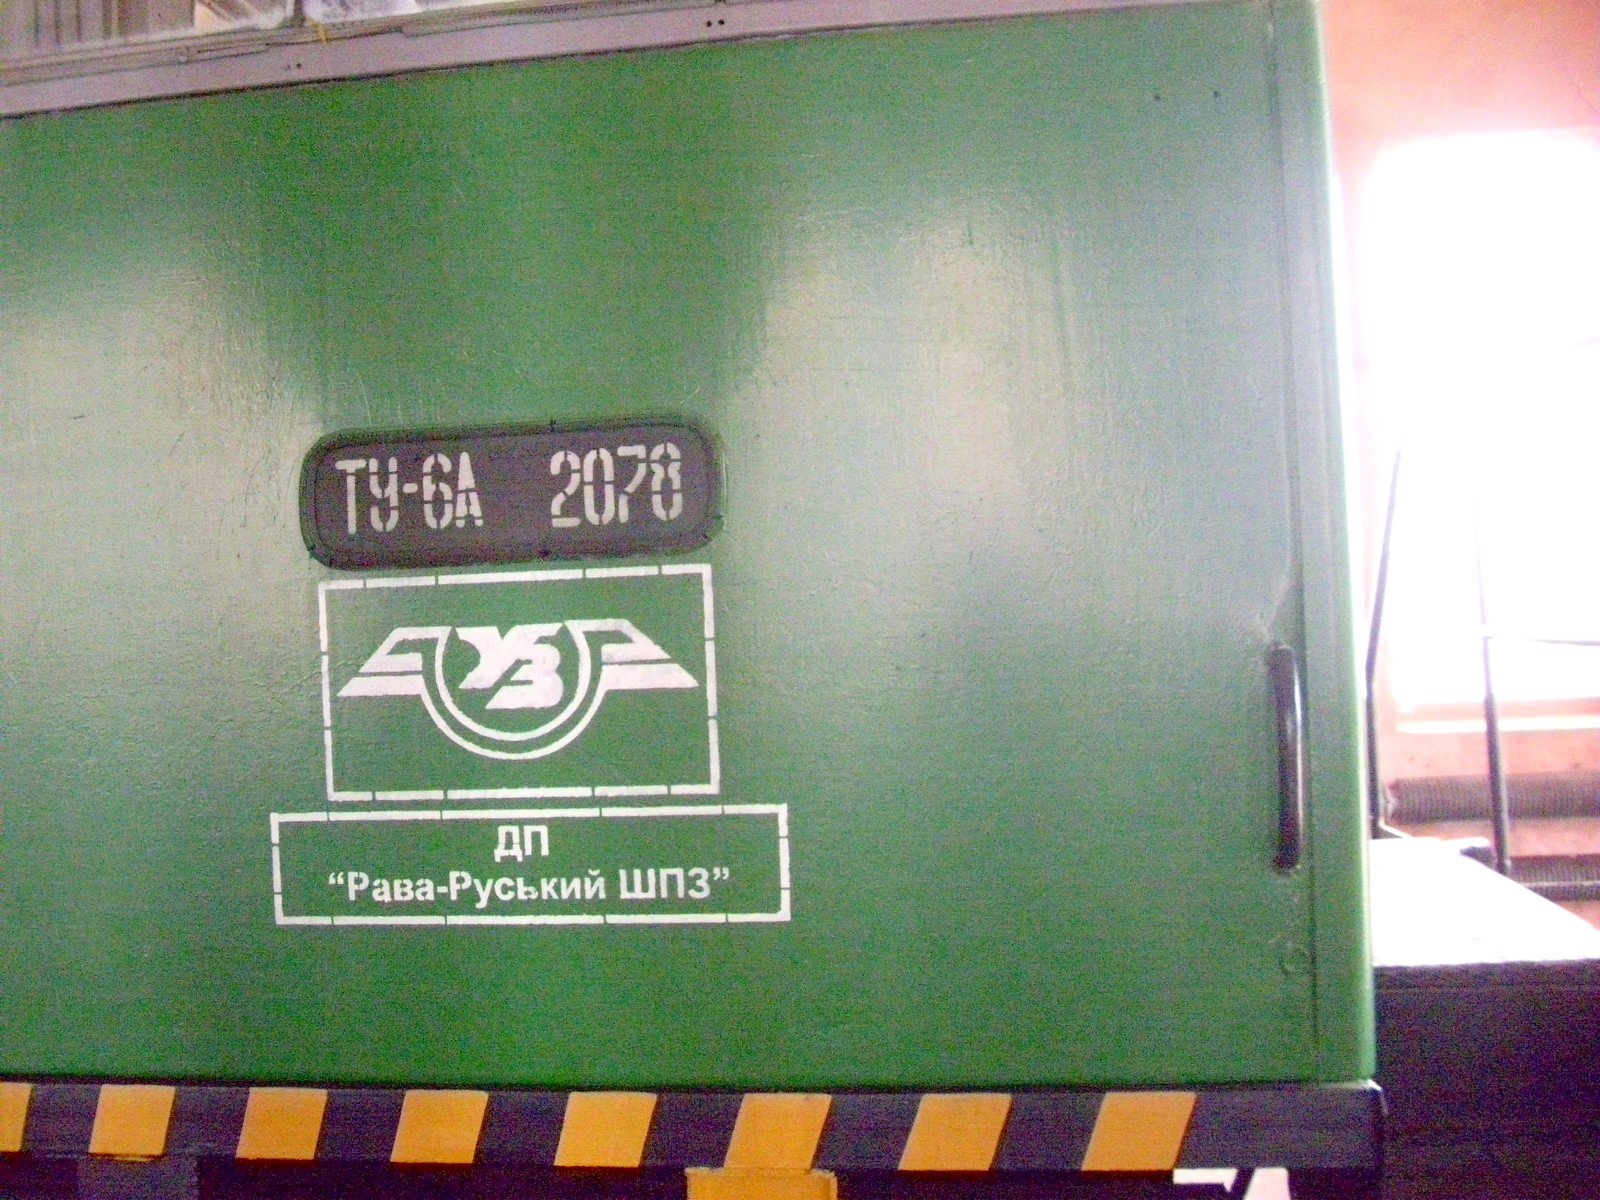 ТУ-6А 2078
УЗ
ДП
“Рава-Руський ШПЗ”